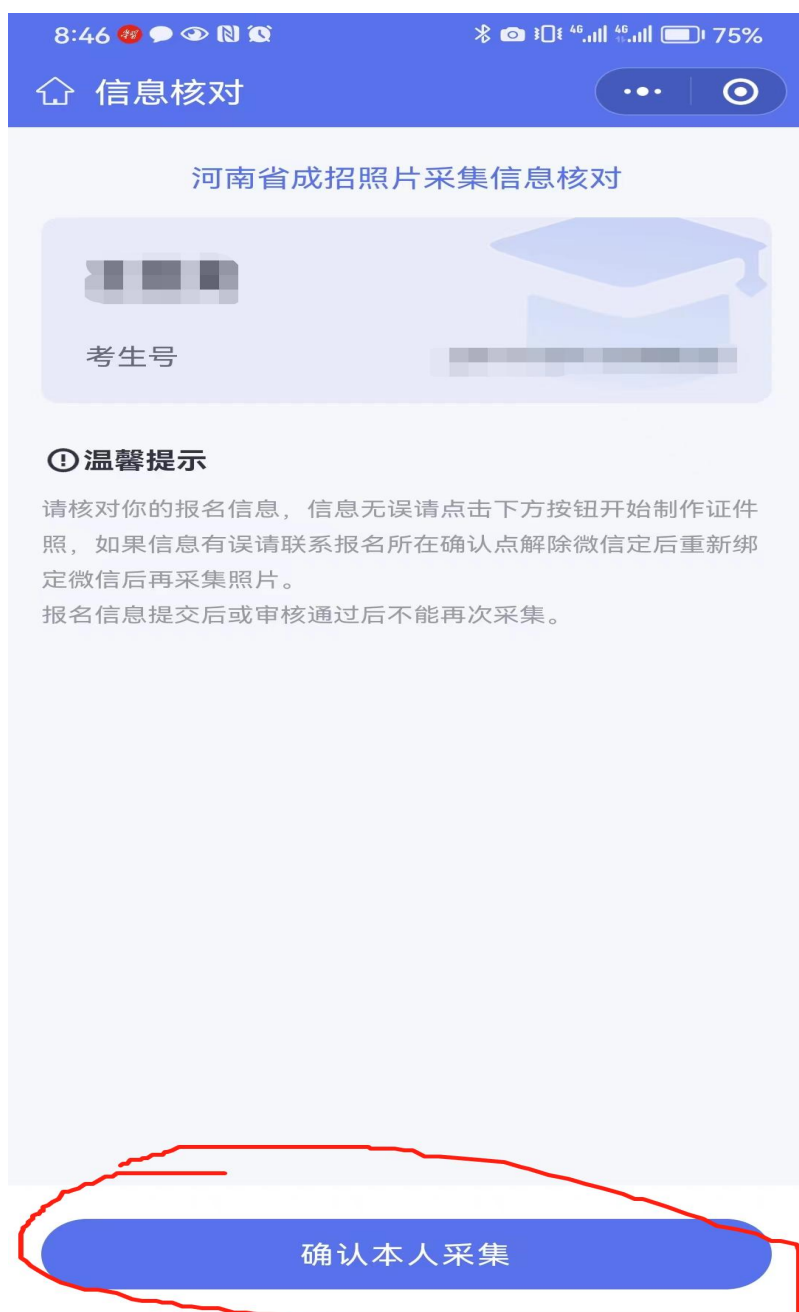 8:46 75%
信息核对
河南省成招照片采集信息核对
考生号
温馨提示
请核对你的报名信息，信息无误请点击下方按钮开始制作证件
照，如果信息有误请联系报名所在确认点解除微信定后重新绑
定微信后再采集照片。
报名信息提交后或审核通过后不能再次采集。
确认本人采集